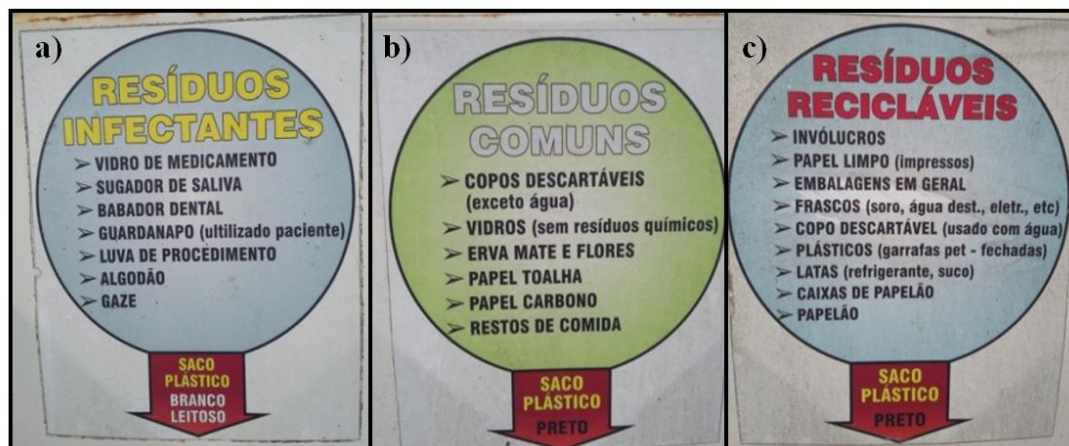 a)
RESÍDUOS
INFECTANTES
➢ VIDRO DE MEDICAMENTO
➢ SUGADOR DE SALIVA
➢ BABADOR DENTAL
➢ GUARDANAPO (ultilizado paciente)
➢ LUVA DE PROCEDIMENTO
➢ ALGODÃO
➢ GAZE
SACO
PLÁSTICO
BRANCO
LEITOSO
b)
RESÍDUOS
COMUNS
➢ COPOS DESCARTÁVEIS
(exceto água)
➢ VIDROS (sem resíduos químicos)
➢ ERVA MATE E FLORES
➢ PAPEL TOALHA
➢ PAPEL CARBONO
➢ RESTOS DE COMIDA
SACO
PLÁSTICO
PRETO
c)
RESÍDUOS
RECICLÁVEIS
➢ INVÓLUCROS
➢ PAPEL LIMPO (impressos)
➢ EMBALAGENS EM GERAL
➢ FRASCOS (soro, água dest., eletr., etc)
➢ COPO DESCARTÁVEL (usado com água)
➢ PLÁSTICOS (garrafas pet - fechadas)
➢ LATAS (refrigerante, suco)
➢ CAIXAS DE PAPELÃO
➢ PAPELÃO
SACO
PLÁSTICO
PRETO